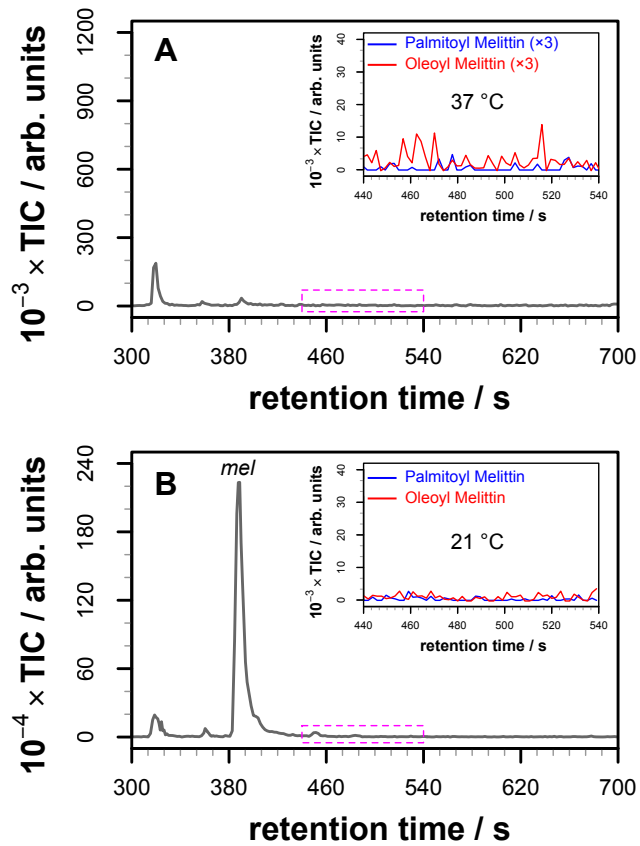 A
10⁻³ × TIC / arb. units
1200
900
600
300
0
300 380 460 540 620 700
retention time / s
Palmitoyl Melittin (×3)
Oleoyl Melittin (×3)
37 °C
10⁻³ × TIC / arb. units
40
30
20
10
0
440 460 480 500 520 540
retention time / s
B
mel
10⁻⁴ × TIC / arb. units
240
180
120
60
0
300 380 460 540 620 700
retention time / s
Palmitoyl Melittin
Oleoyl Melittin
21 °C
10⁻³ × TIC / arb. units
40
30
20
10
0
440 460 480 500 520 540
retention time / s